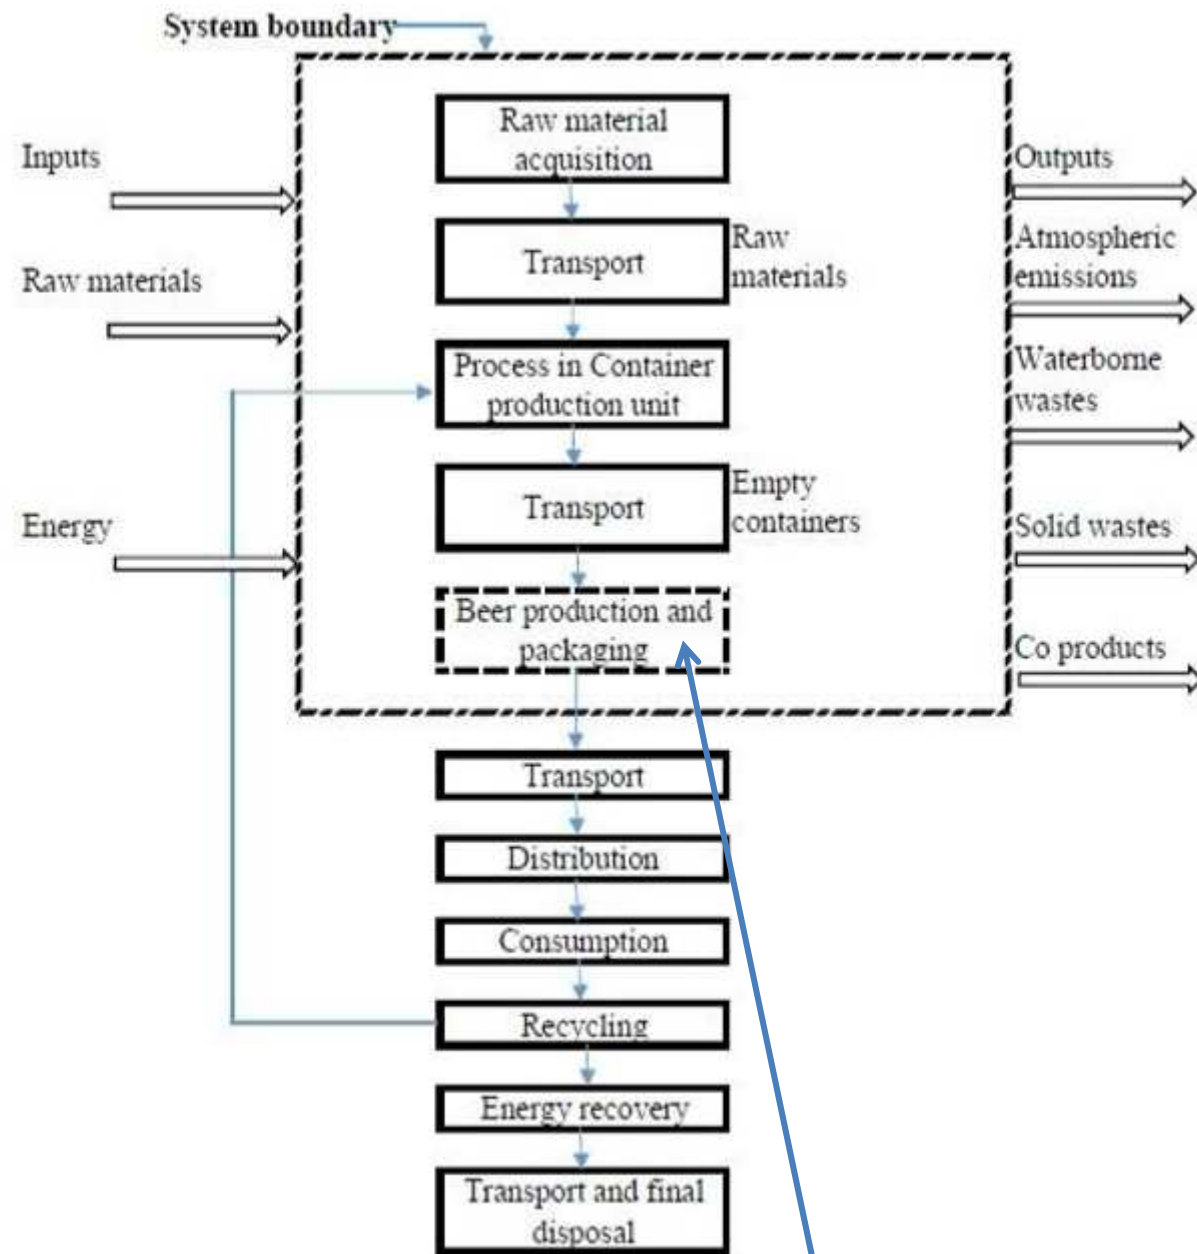 System boundary
Raw material
acquisition
Inputs
Outputs
Transport
Raw
materials
Atmospheric
emissions
Raw materials
Process in Container
production unit
Waterborne
wastes
Transport
Empty
containers
Energy
Solid wastes
Beer production and
packaging
Co products
Transport
Distribution
Consumption
Recycling
Energy recovery
Transport and final
disposal